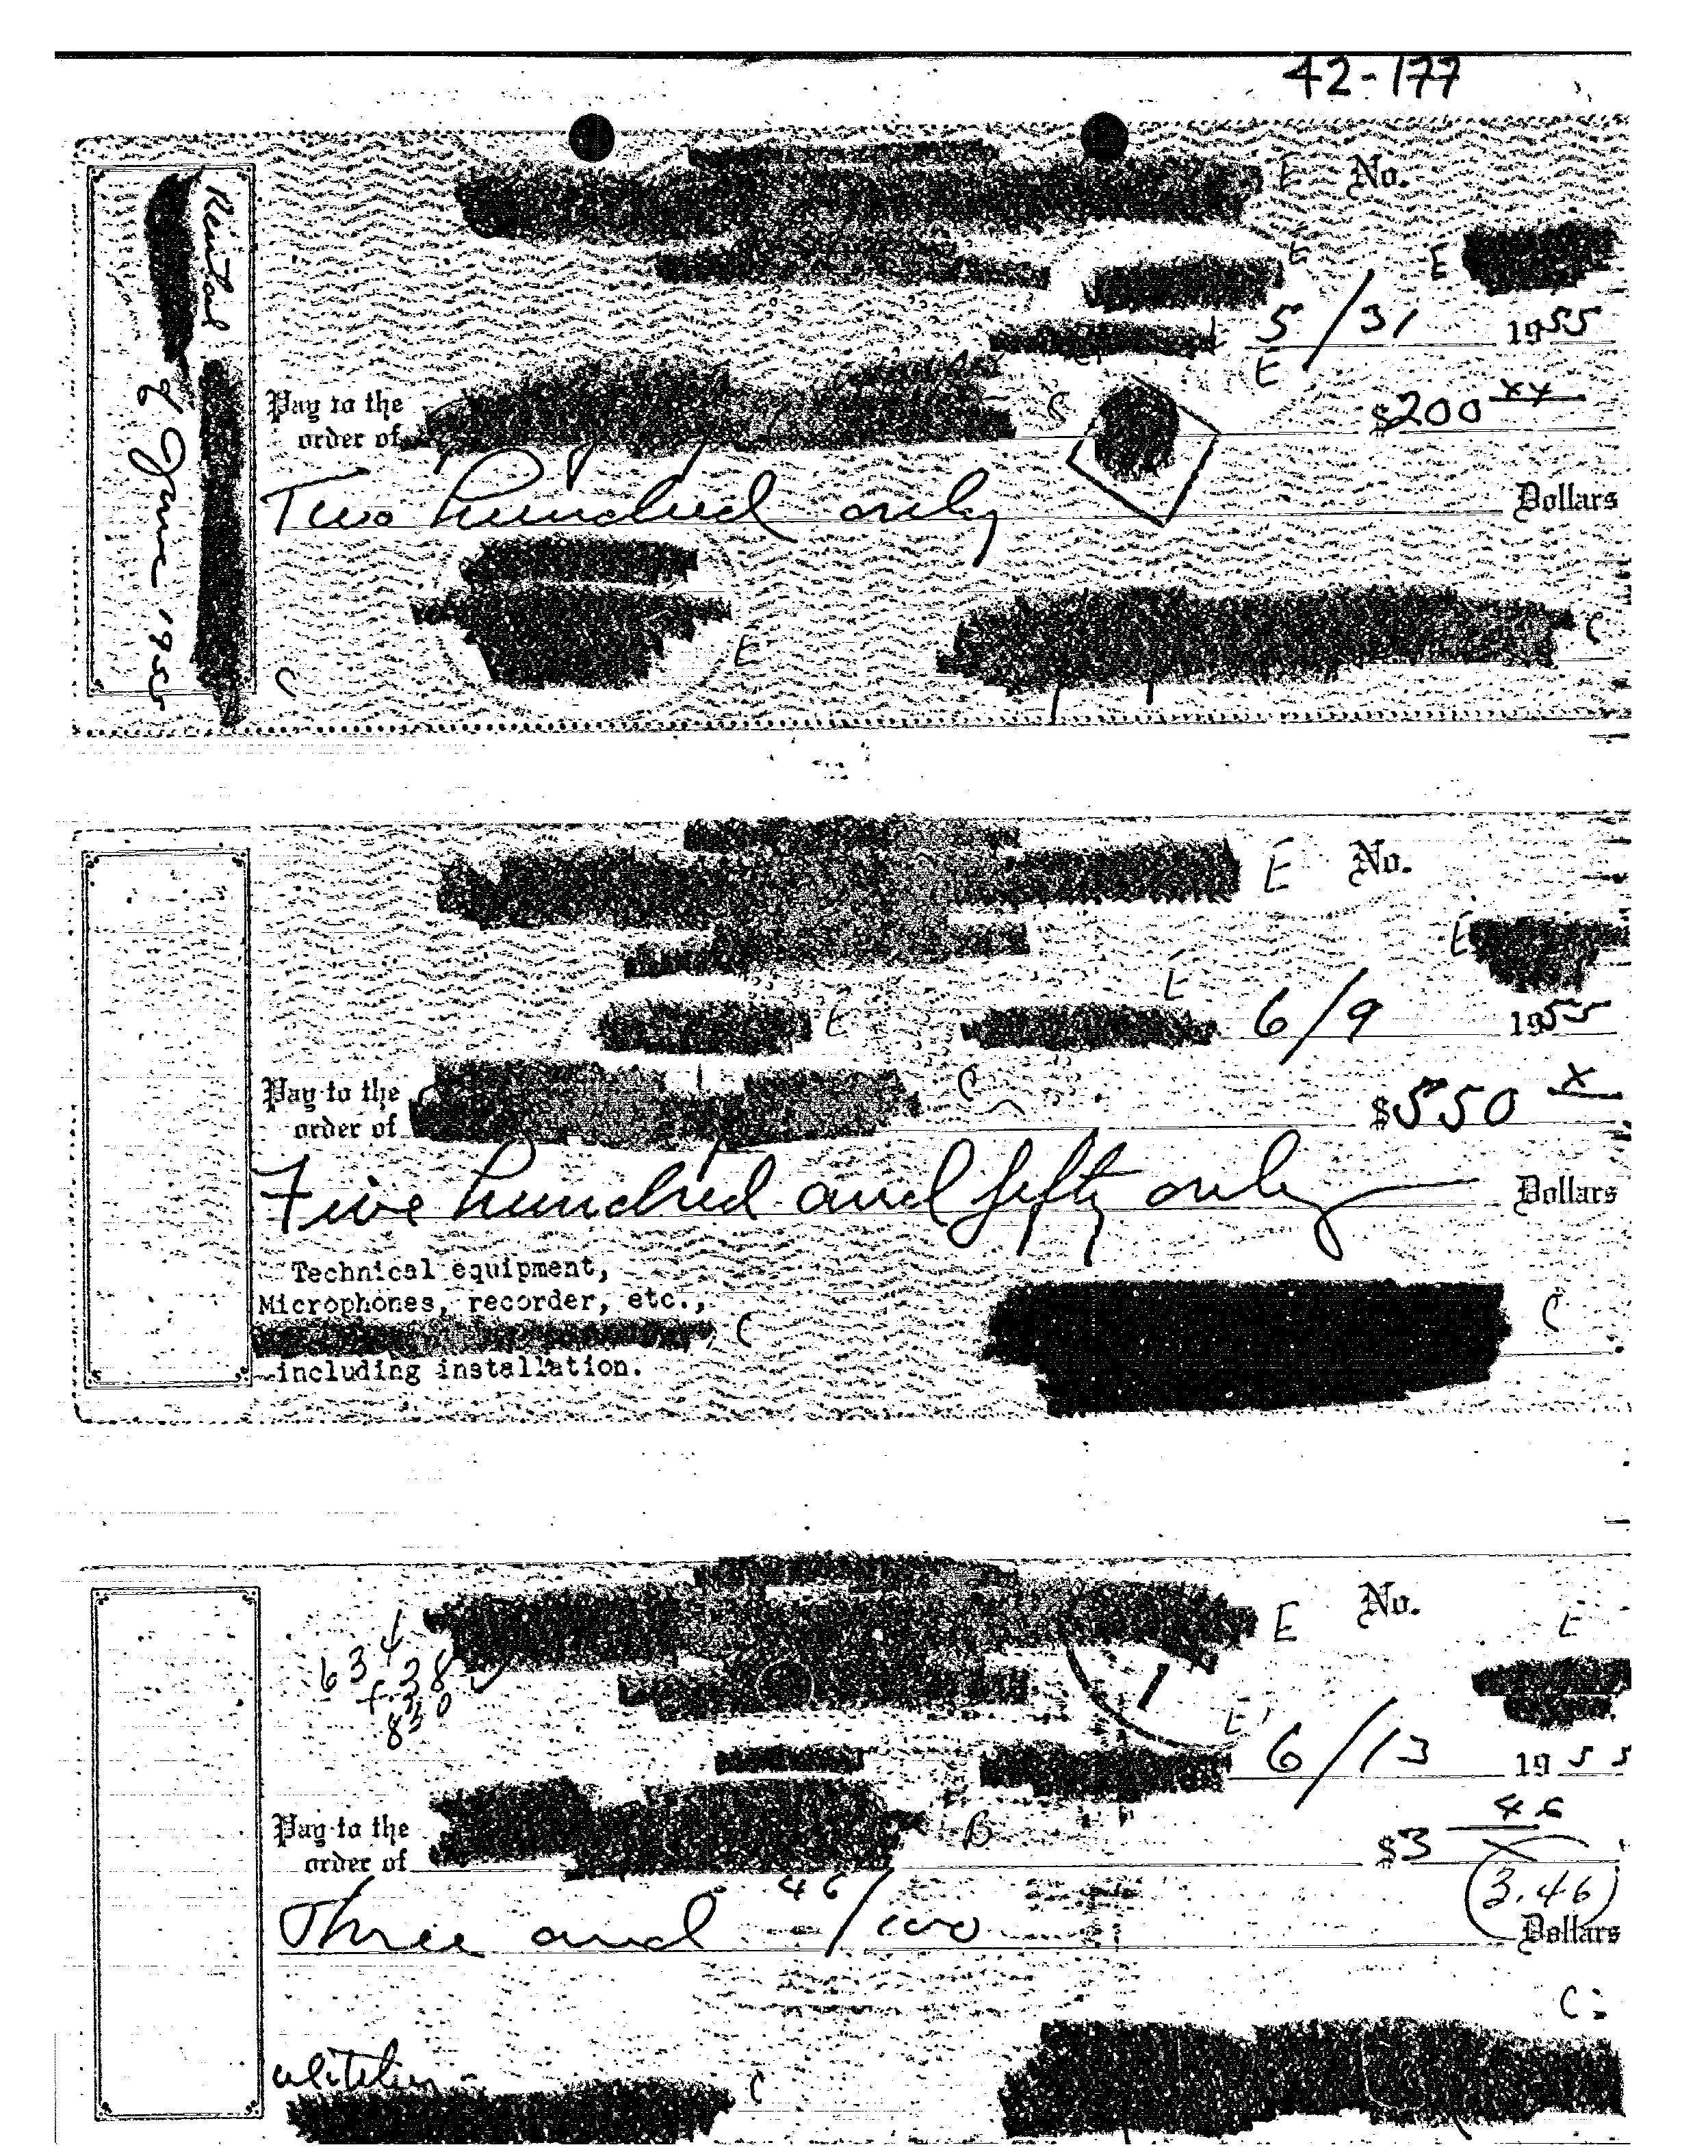 42-177
E No.
E
E
5/31 1955
E
Pay to the
order of
C
$200 xx
Two hundred only
Dollars
E
C
C
Rental
8 June 1955
E No.
E
E
E
6/9 1955
Pay to the
order of
C
$550 x
Five hundred and fifty only
Dollars
Technical equipment,
Microphones, recorder, etc.,
C
C
including installation.
E No.
E
634
+.38
830
1
E
6/13 1955
Pay to the
order of
B
$3 46
x
3.46
Three and 46/100
Dollars
C
C